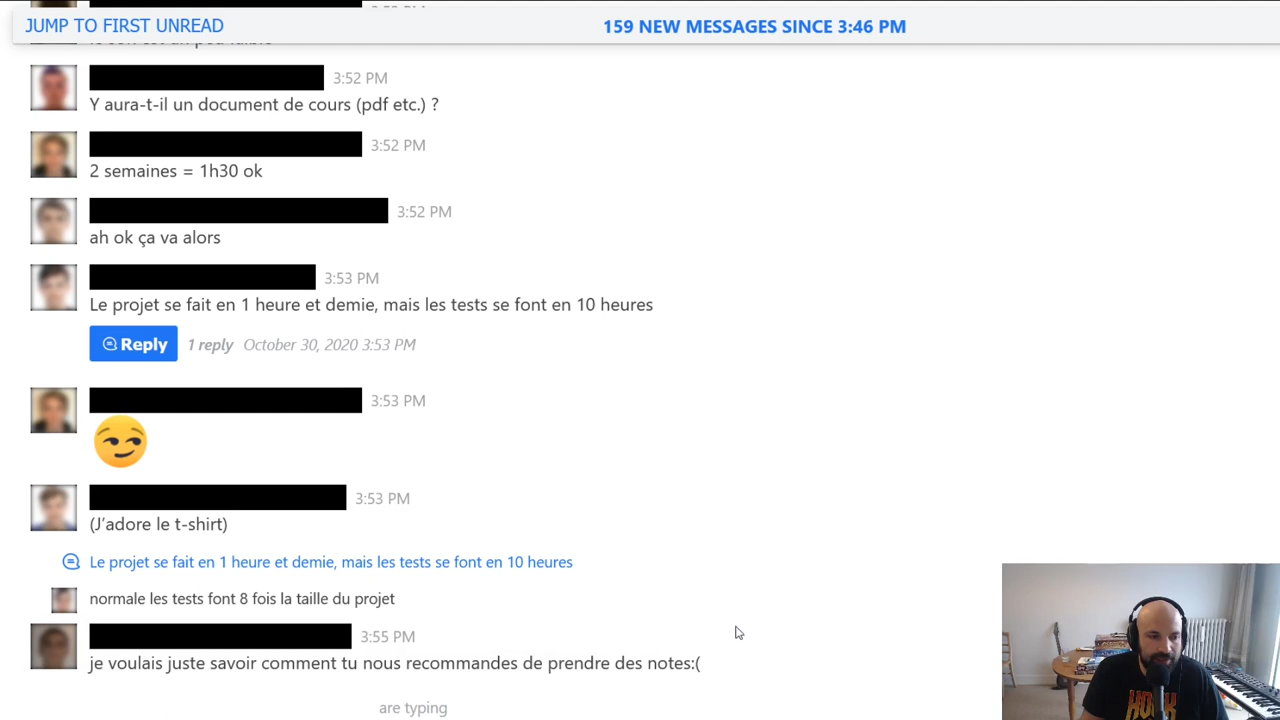 JUMP TO FIRST UNREAD
159 NEW MESSAGES SINCE 3:46 PM
3:52 PM
Y aura-t-il un document de cours (pdf etc.) ?
3:52 PM
2 semaines = 1h30 ok
3:52 PM
ah ok ça va alors
3:53 PM
Le projet se fait en 1 heure et demie, mais les tests se font en 10 heures
Reply 1 reply October 30, 2020 3:53 PM
3:53 PM
3:53 PM
(J'adore le t-shirt)
Le projet se fait en 1 heure et demie, mais les tests se font en 10 heures
normale les tests font 8 fois la taille du projet
3:55 PM
je voulais juste savoir comment tu nous recommandes de prendre des notes:(
are typing